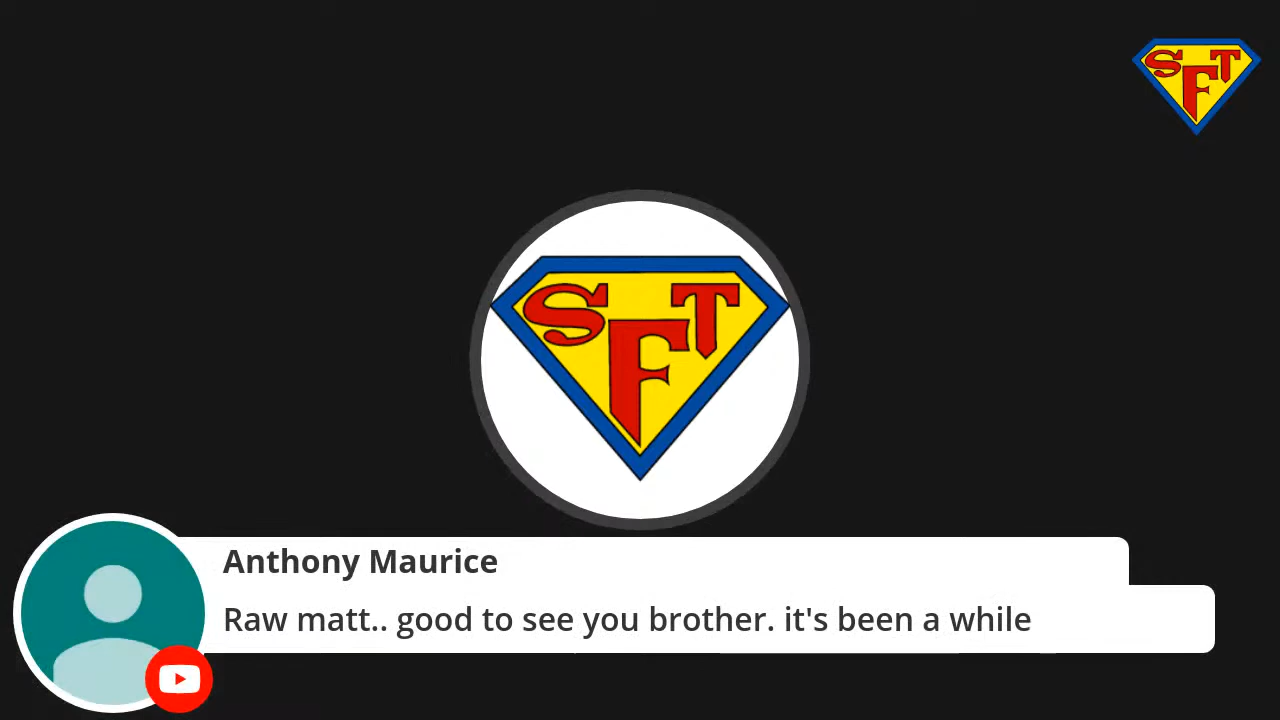 SFT
SFT
Anthony Maurice
Raw matt.. good to see you brother. it's been a while